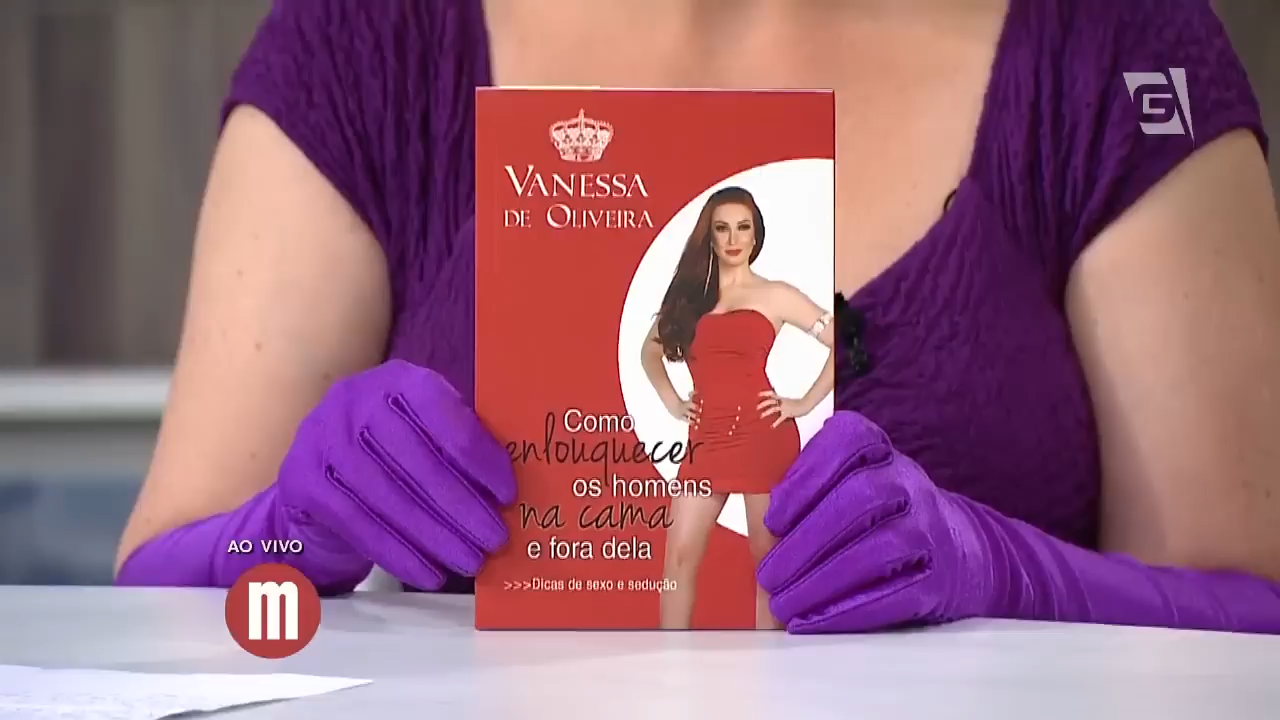 VANESSA
DE OLIVEIRA
Como
enlouquecer
os homens
na cama
e fora dela
>>>Dicas de sexo e sedução
AO VIVO
m
G